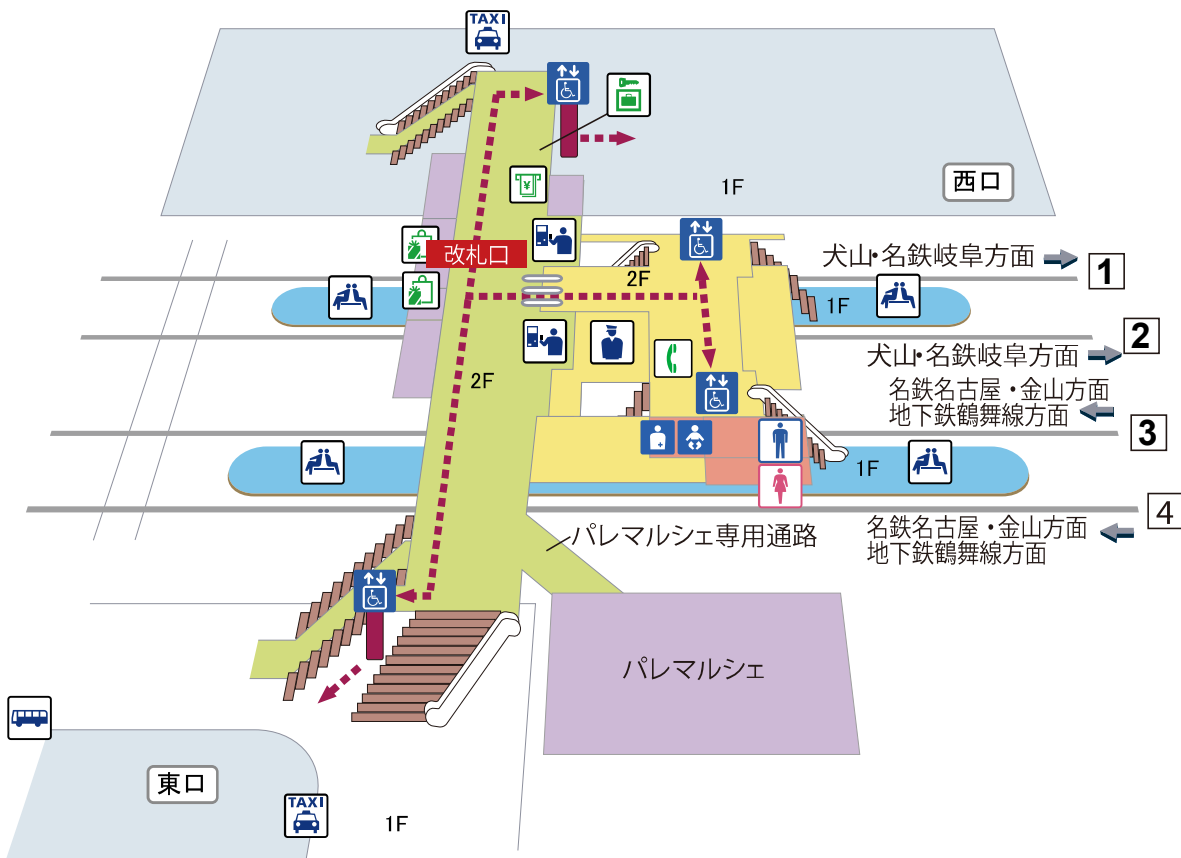 TAXI
¥
1F
西口
改札口
2F
犬山・名鉄岐阜方面
1
1F
2
犬山・名鉄岐阜方面
2F
名鉄名古屋・金山方面
地下鉄鶴舞線方面
3
1F
4
名鉄名古屋・金山方面
地下鉄鶴舞線方面
パレマルシェ専用通路
パレマルシェ
東口
TAXI
1F